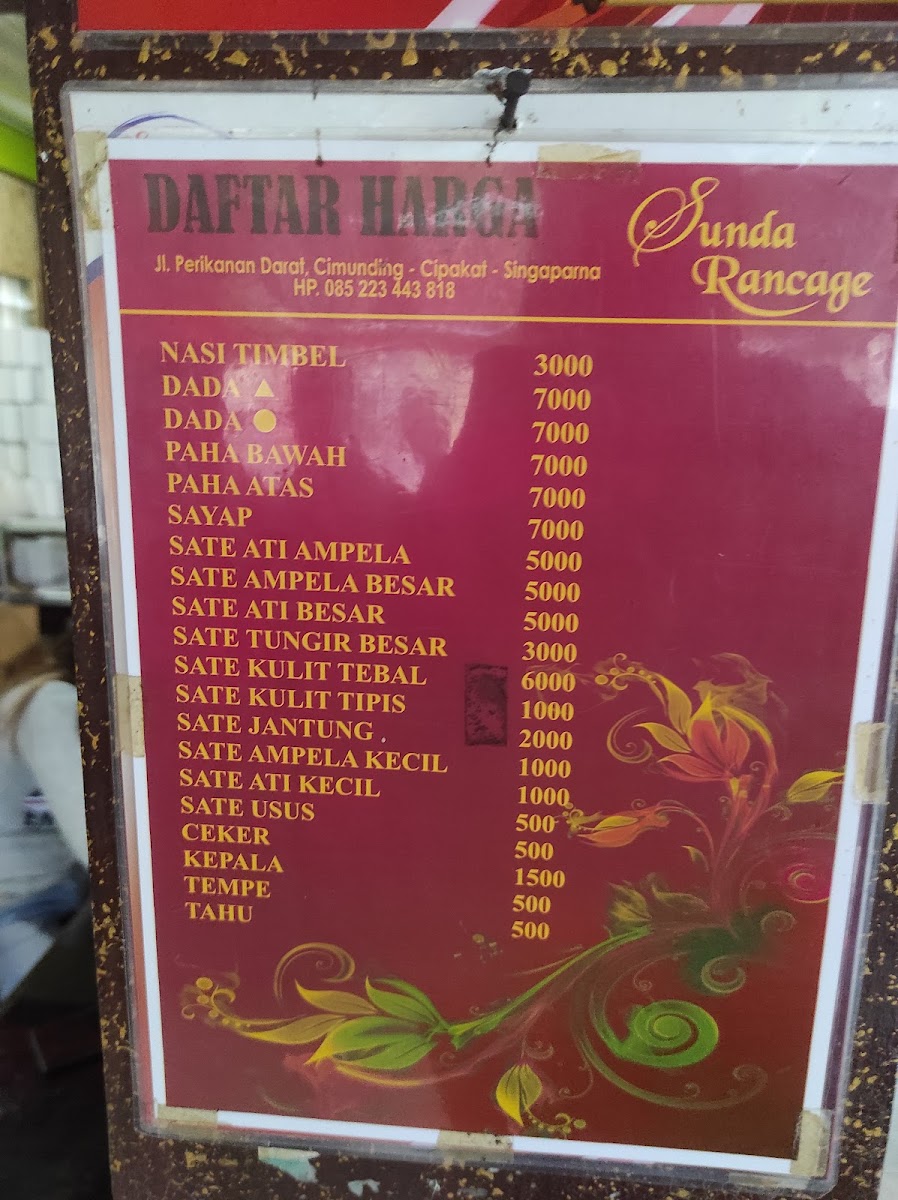 DAFTAR HARGA
Sunda
Rancage
Jl. Perikanan Darat, Cimunding - Cipakat - Singaparna
HP. 085 223 443 818
NASI TIMBEL 3000
DADA ▲ 7000
DADA ● 7000
PAHA BAWAH 7000
PAHA ATAS 7000
SAYAP 7000
SATE ATI AMPELA 5000
SATE AMPELA BESAR 5000
SATE ATI BESAR 5000
SATE TUNGIR BESAR 3000
SATE KULIT TEBAL 6000
SATE KULIT TIPIS 1000
SATE JANTUNG 2000
SATE AMPELA KECIL 1000
SATE ATI KECIL 1000
SATE USUS 500
CEKER 500
KEPALA 1500
TEMPE 500
TAHU 500